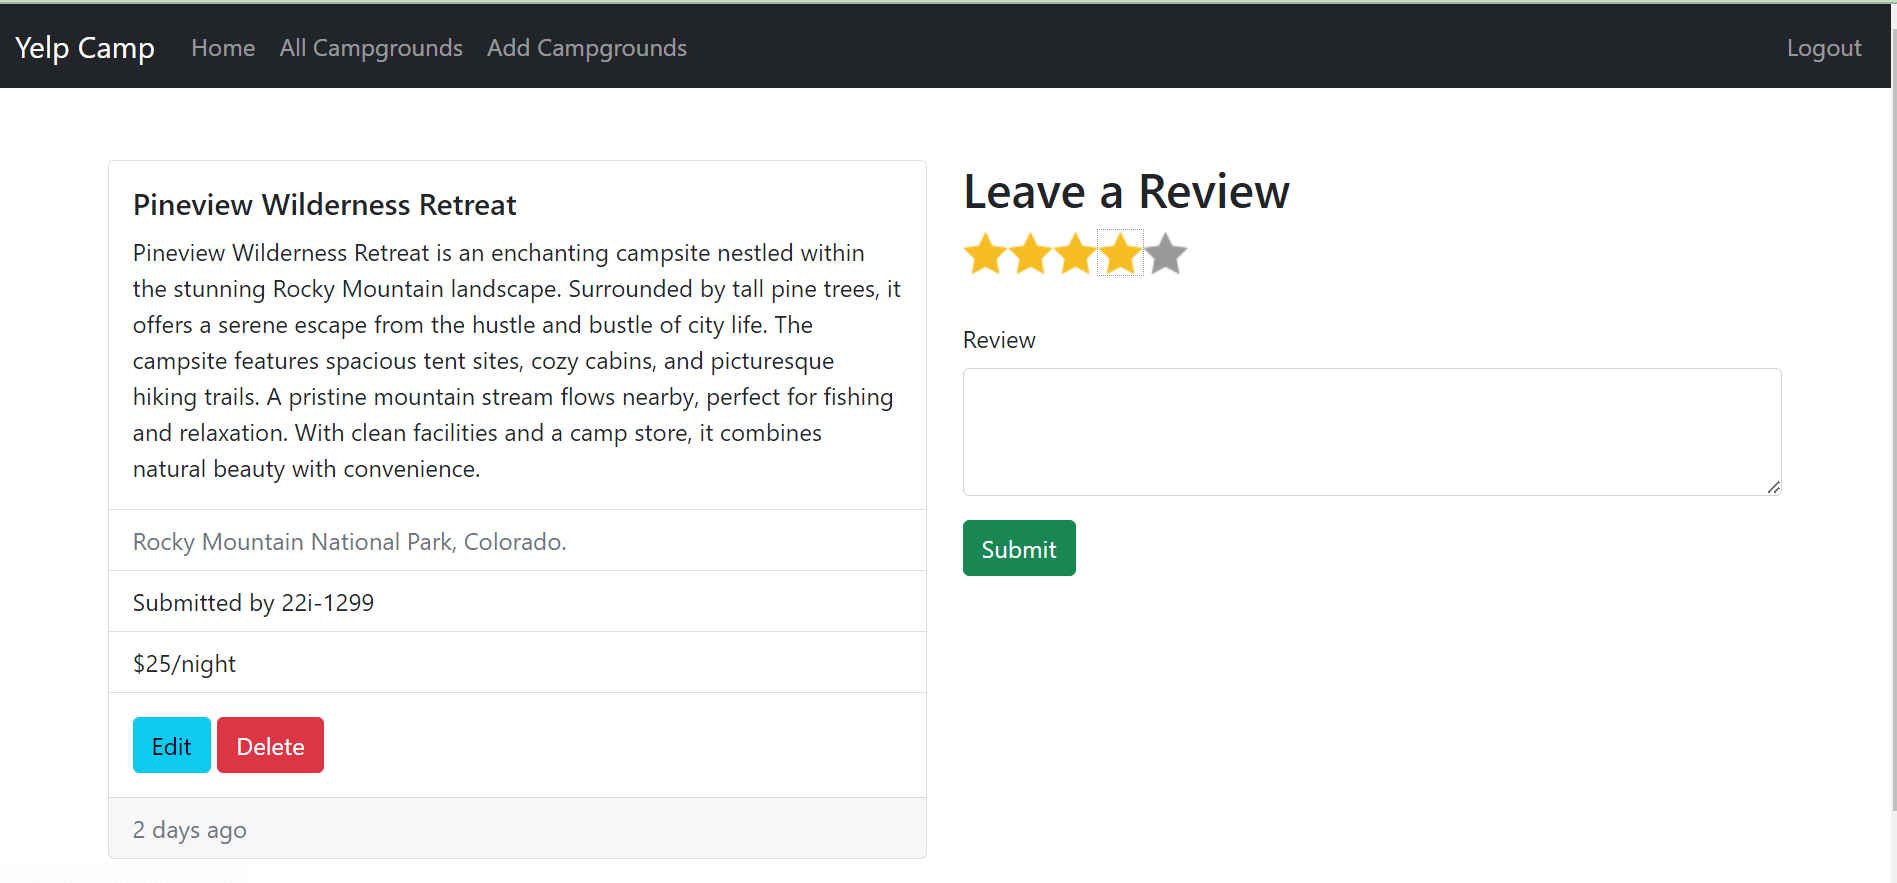 Yelp Camp Home All Campgrounds Add Campgrounds Logout
Pineview Wilderness Retreat
Pineview Wilderness Retreat is an enchanting campsite nestled within
the stunning Rocky Mountain landscape. Surrounded by tall pine trees, it
offers a serene escape from the hustle and bustle of city life. The
campsite features spacious tent sites, cozy cabins, and picturesque
hiking trails. A pristine mountain stream flows nearby, perfect for fishing
and relaxation. With clean facilities and a camp store, it combines
natural beauty with convenience.
Rocky Mountain National Park, Colorado.
Submitted by 22i-1299
$25/night
Edit Delete
2 days ago
Leave a Review
Review
Submit